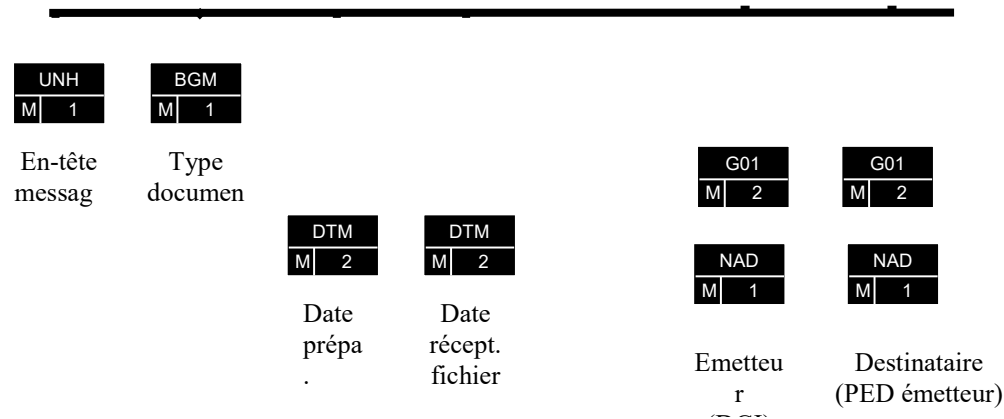 UNH
M 1
En-tête
messag
BGM
M 1
Type
documen
DTM
M 2
Date
prépa
.
DTM
M 2
Date
récept.
fichier
G01
M 2
NAD
M 1
Emetteu
r
(DGI)
G01
M 2
NAD
M 1
Destinataire
(PED émetteur)